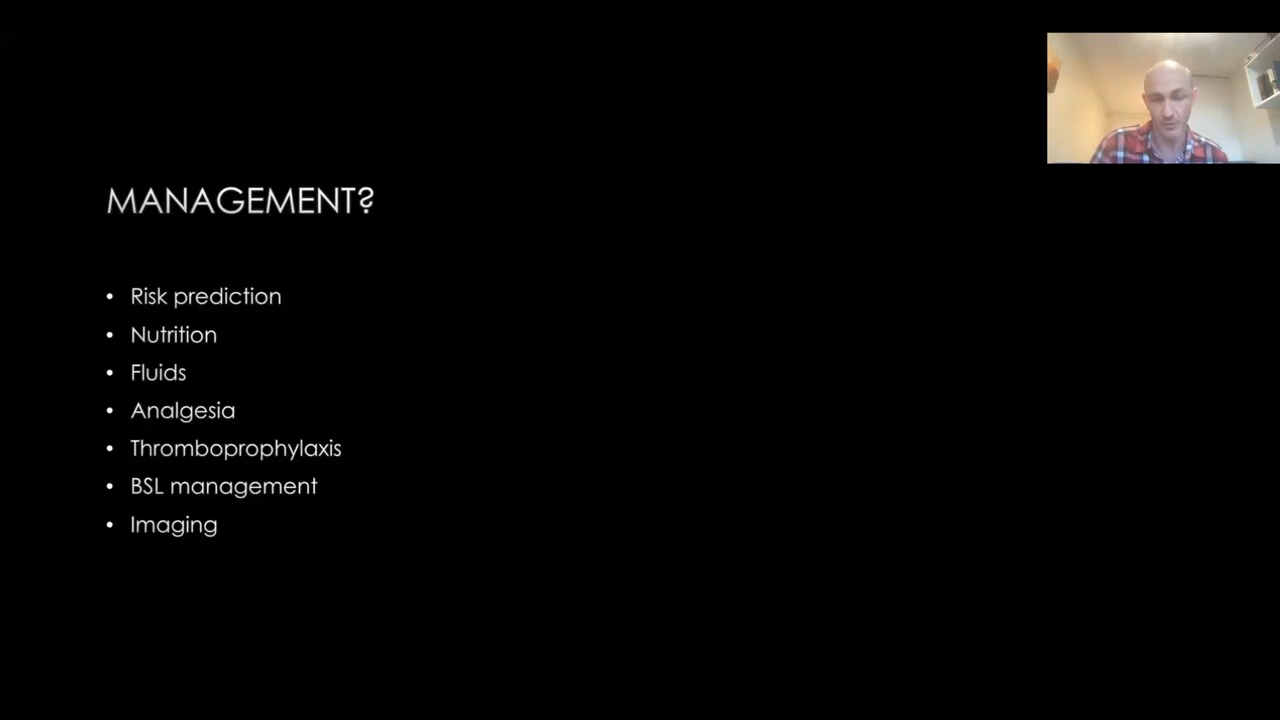 MANAGEMENT?
• Risk prediction
• Nutrition
• Fluids
• Analgesia
• Thromboprophylaxis
• BSL management
• Imaging